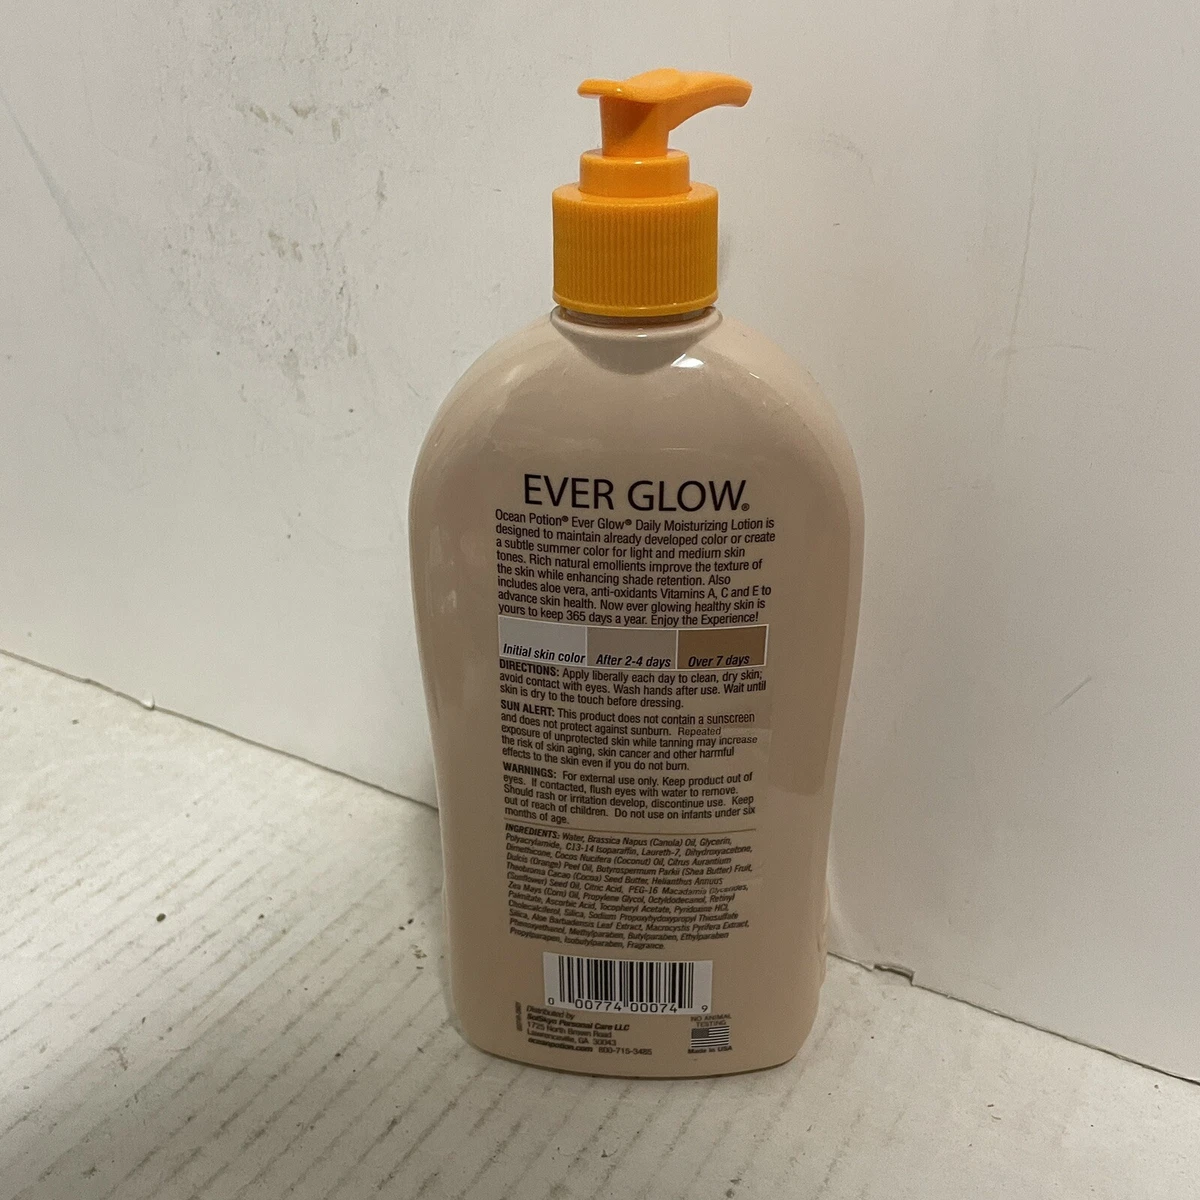 EVER GLOW®
Ocean Potion® Ever Glow® Daily Moisturizing Lotion is
designed to maintain already developed color or create
a subtle summer color for light and medium skin
tones. Rich natural emollients improve the texture of
the skin while enhancing shade retention. Also
includes aloe vera, anti-oxidants Vitamins A, C and E to
advance skin health. Now ever glowing healthy skin is
yours to keep 365 days a year. Enjoy the Experience!
Initial skin color After 2-4 days Over 7 days
DIRECTIONS: Apply liberally each day to clean, dry skin;
avoid contact with eyes. Wash hands after use. Wait until
skin is dry to the touch before dressing.
SUN ALERT: This product does not contain a sunscreen
and does not protect against sunburn. Repeated
exposure of unprotected skin while tanning may increase
the risk of skin aging, skin cancer and other harmful
effects to the skin even if you do not burn.
WARNINGS: For external use only. Keep product out of
eyes. If contacted, flush eyes with water to remove.
Should rash or irritation develop, discontinue use. Keep
out of reach of children. Do not use on infants under six
months of age.
INGREDIENTS: Water, Brassica Napus (Canola) Oil, Glycerin,
Polyacrylamide, C13-14 Isoparaffin, Laureth-7, Dihydroxyacetone,
Dimethicone, Cocos Nucifera (Coconut) Oil, Citrus Aurantium
Dulcis (Orange) Peel Oil, Butyrospermum Parkii (Shea Butter) Fruit,
Theobroma Cacao (Cocoa) Seed Butter, Helianthus Annuus
(Sunflower) Seed Oil, Citric Acid, PEG-16 Macadamia Glycerides,
Zea Mays (Corn) Oil, Propylene Glycol, Octyldodecanol, Retinyl
Palmitate, Ascorbic Acid, Tocopheryl Acetate, Pyridoxine HCl,
Cholecalciferol, Silica, Sodium Propoxyhydroxypropyl Thiosulfate
Silica, Aloe Barbadensis Leaf Extract, Macrocystis Pyrifera Extract,
Phenoxyethanol, Methylparaben, Butylparaben, Ethylparaben
Propylparaben, Isobutylparaben, Fragrance.
0 00774 00074 9
Distributed by
SolSkyn Personal Care LLC
1725 North Brown Road
Lawrenceville, GA 30043
oceanpotion.com 800-715-3485
NO ANIMAL
TESTING
Made in USA